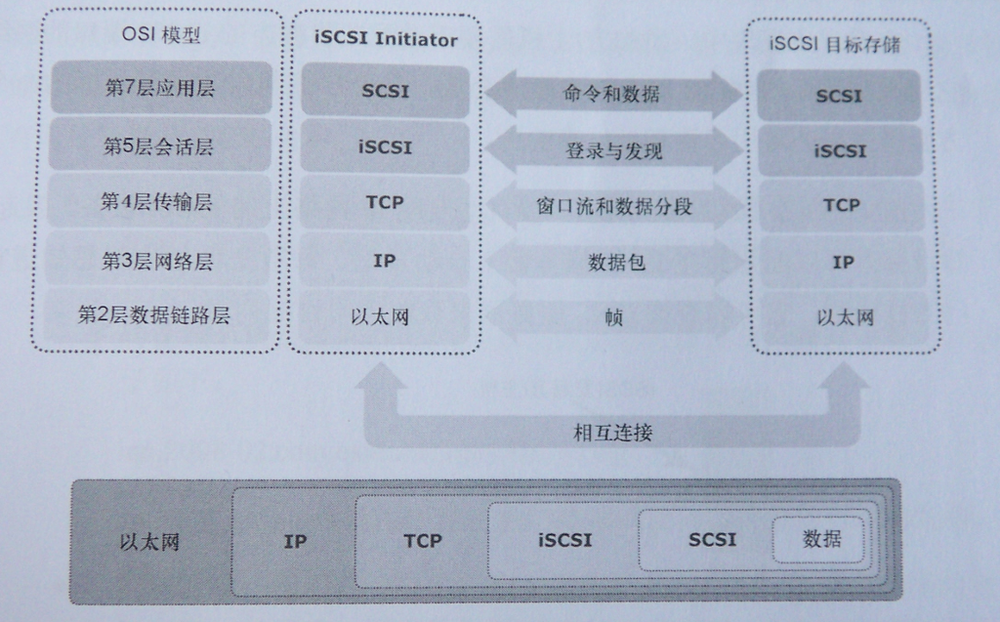 OSI 模型
iSCSI Initiator
iSCSI 目标存储
第7层应用层
SCSI
命令和数据
SCSI
第5层会话层
iSCSI
登录与发现
iSCSI
第4层传输层
TCP
窗口流和数据分段
TCP
第3层网络层
IP
数据包
IP
第2层数据链路层
以太网
帧
以太网
相互连接
以太网
IP
TCP
iSCSI
SCSI
数据